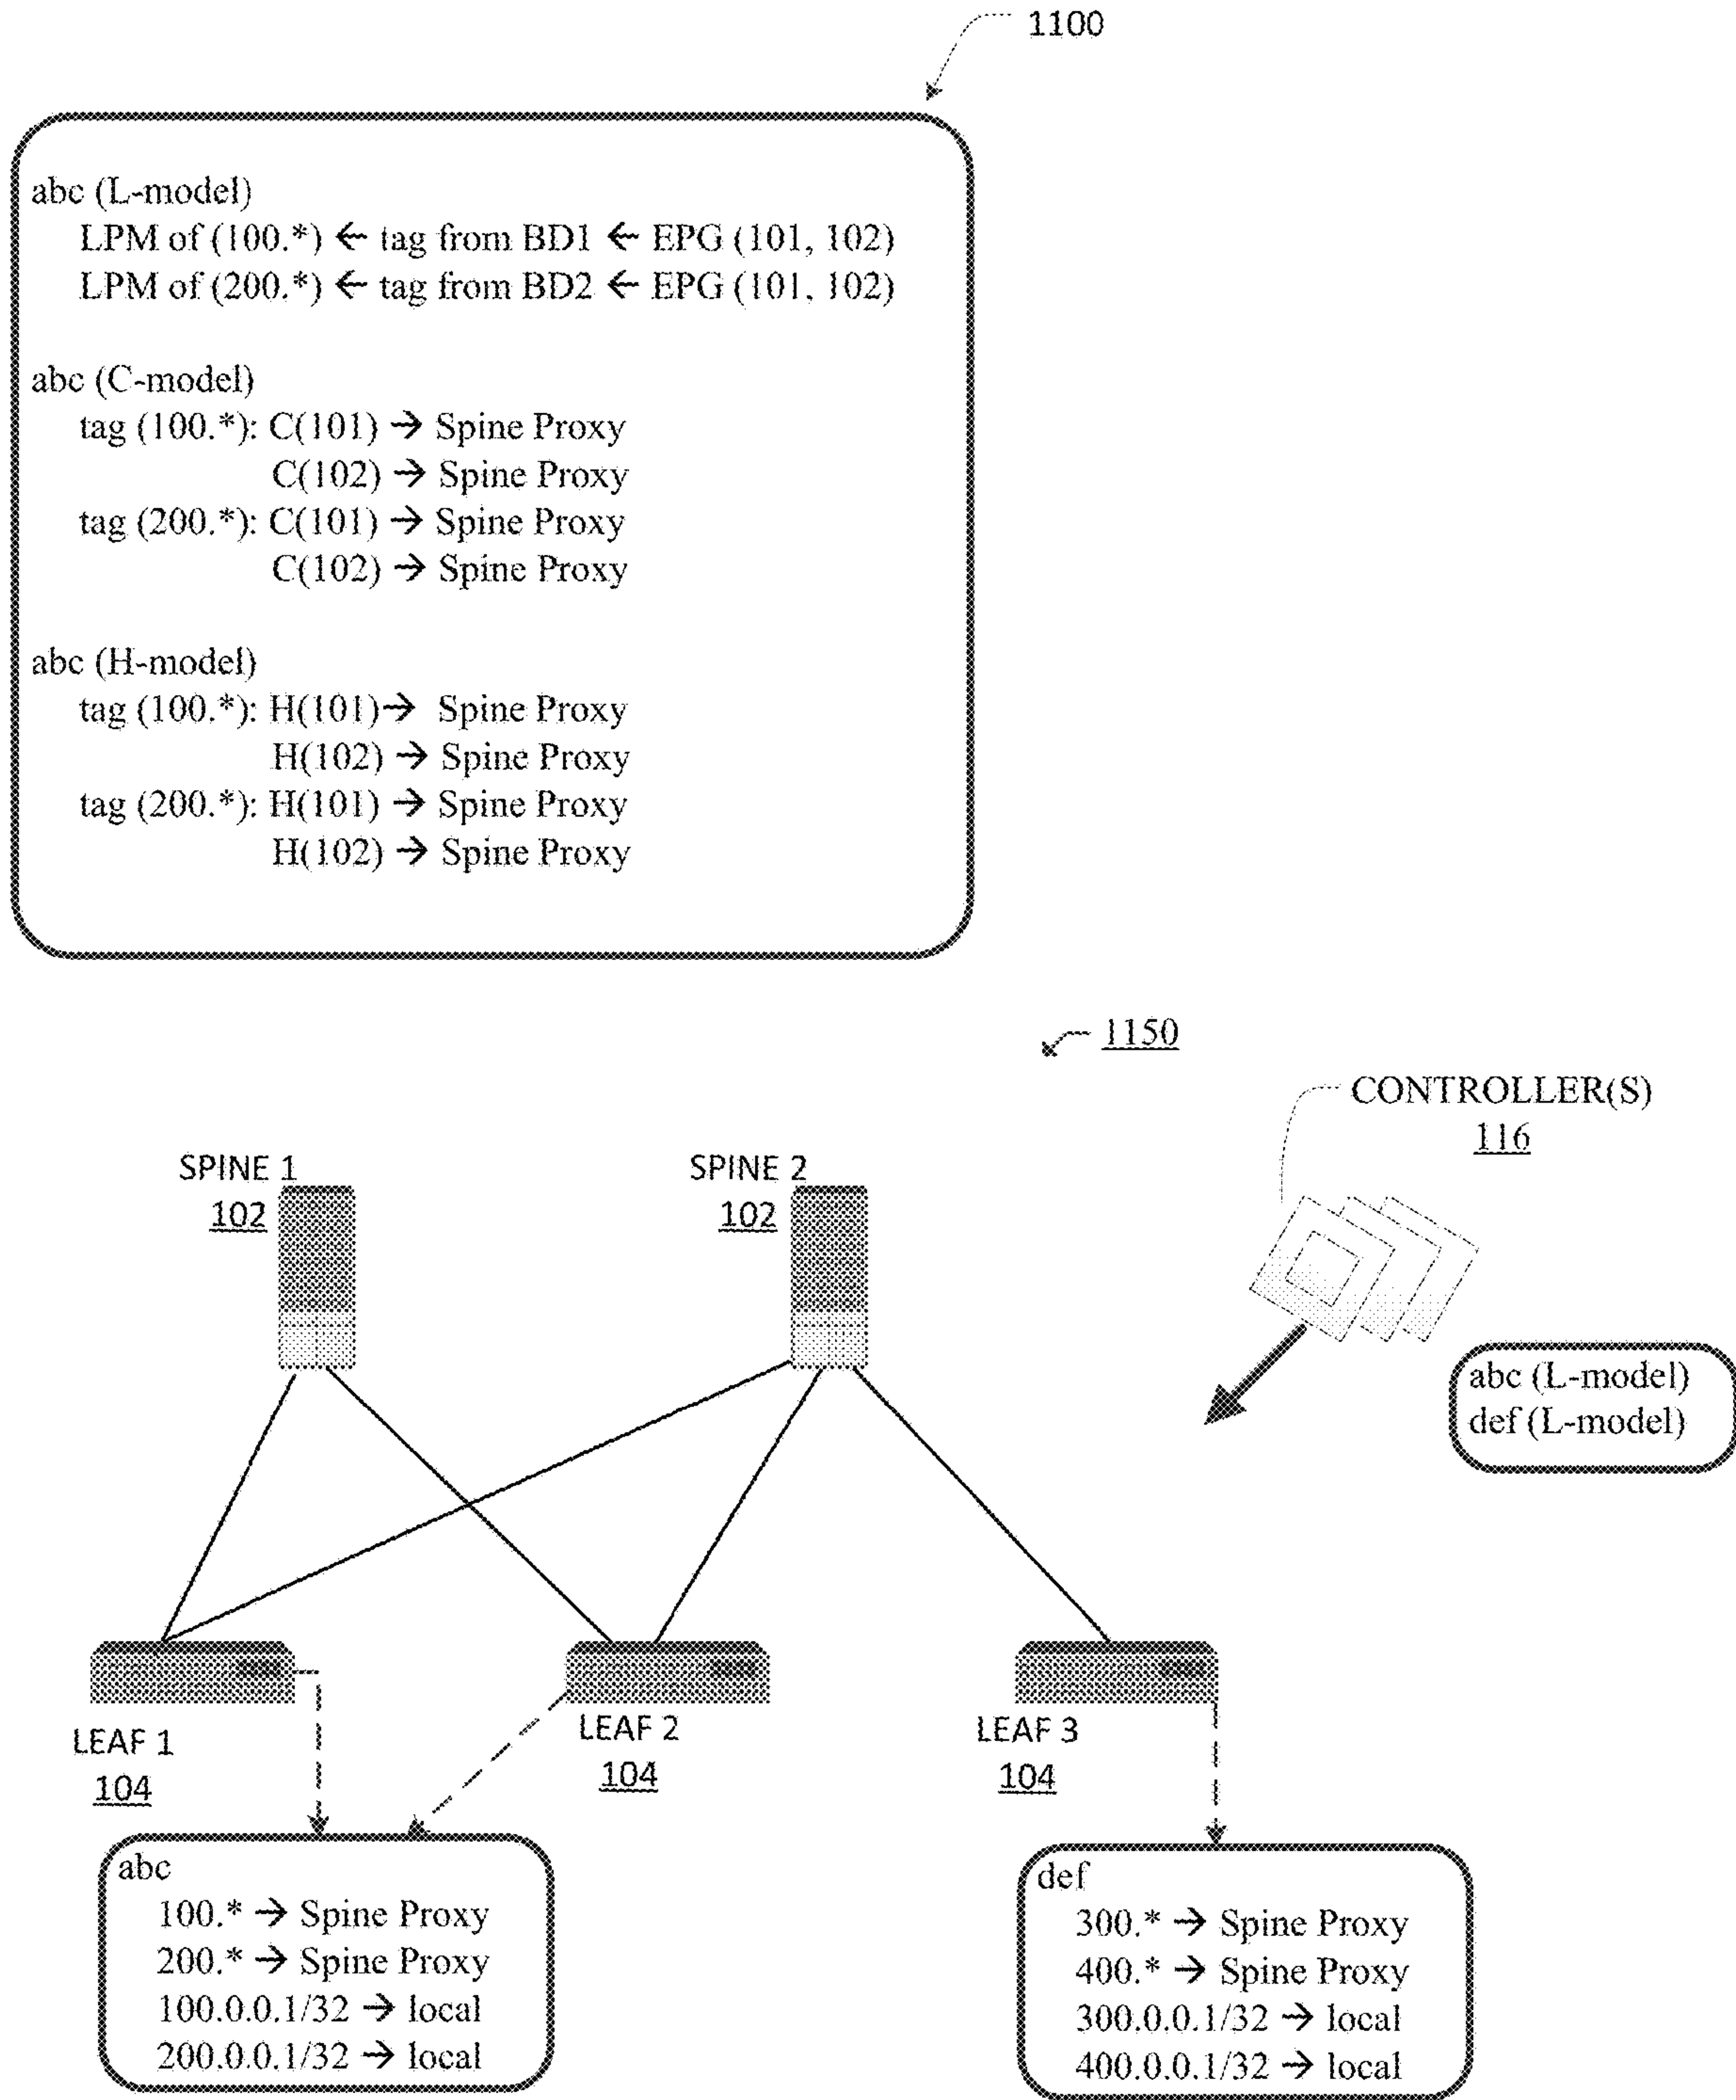 1100
abc (L-model)
LPM of (100.*) ← tag from BD1 ← EPG (101, 102)
LPM of (200.*) ← tag from BD2 ← EPG (101, 102)
abc (C-model)
tag (100.*): C(101) → Spine Proxy
C(102) → Spine Proxy
tag (200.*): C(101) → Spine Proxy
C(102) → Spine Proxy
abc (H-model)
tag (100.*): H(101)→ Spine Proxy
H(102) → Spine Proxy
tag (200.*): H(101) → Spine Proxy
H(102) → Spine Proxy
1150
CONTROLLER(S)
116
SPINE 1
102
SPINE 2
102
abc (L-model)
def (L-model)
LEAF 1
104
LEAF 2
104
LEAF 3
104
abc
100.* → Spine Proxy
200.* → Spine Proxy
100.0.0.1/32 → local
200.0.0.1/32 → local
def
300.* → Spine Proxy
400.* → Spine Proxy
300.0.0.1/32 → local
400.0.0.1/32 → local